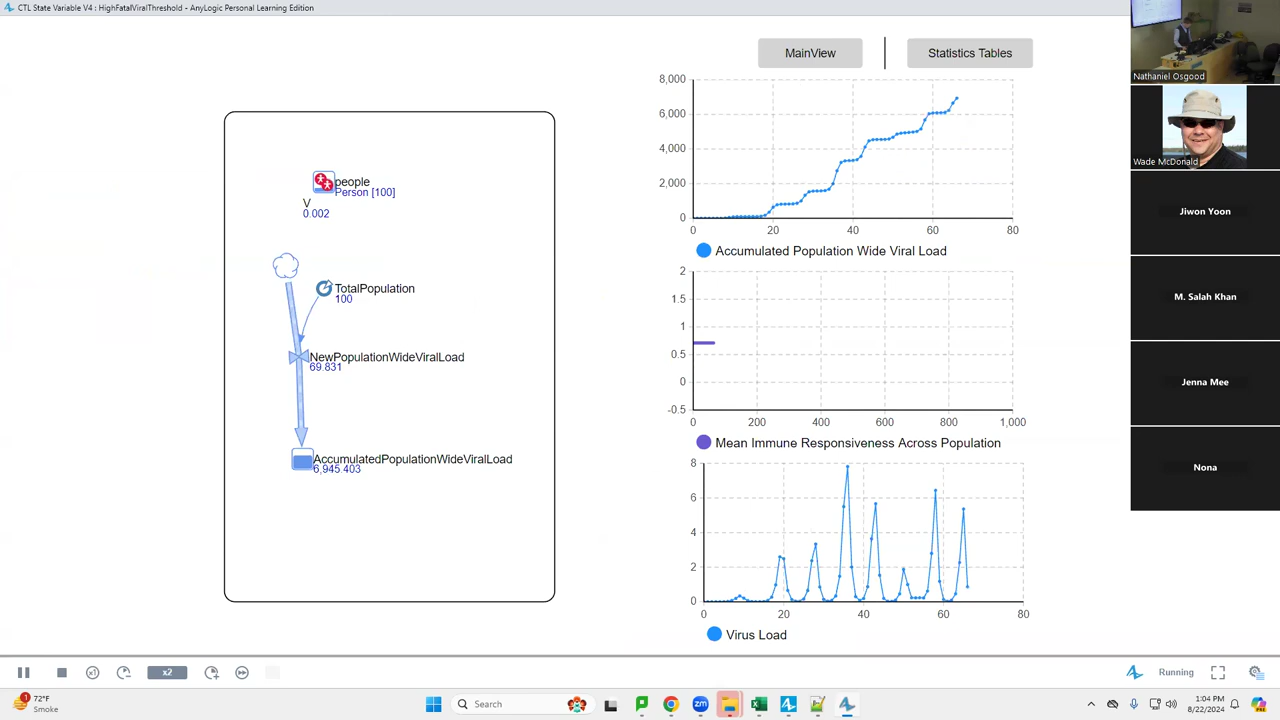 CTL State Variable V4 : HighFatalViralThreshold - AnyLogic Personal Learning Edition
MainView
Statistics Tables
people
Person [100]
V
0.002
TotalPopulation
100
NewPopulationWideViralLoad
69.831
AccumulatedPopulationWideViralLoad
6,945.403
8,000
6,000
4,000
2,000
0
0 20 40 60 80
Accumulated Population Wide Viral Load
2
1.5
1
0.5
0
-0.5
0 200 400 600 800 1,000
Mean Immune Responsiveness Across Population
8
6
4
2
0
0 20 40 60 80
Virus Load
Nathaniel Osgood
Wade McDonald
Jiwon Yoon
M. Salah Khan
Jenna Mee
Nona
x1
x2
Running
1
72°F
Smoke
Search
zm
1:04 PM
8/22/2024